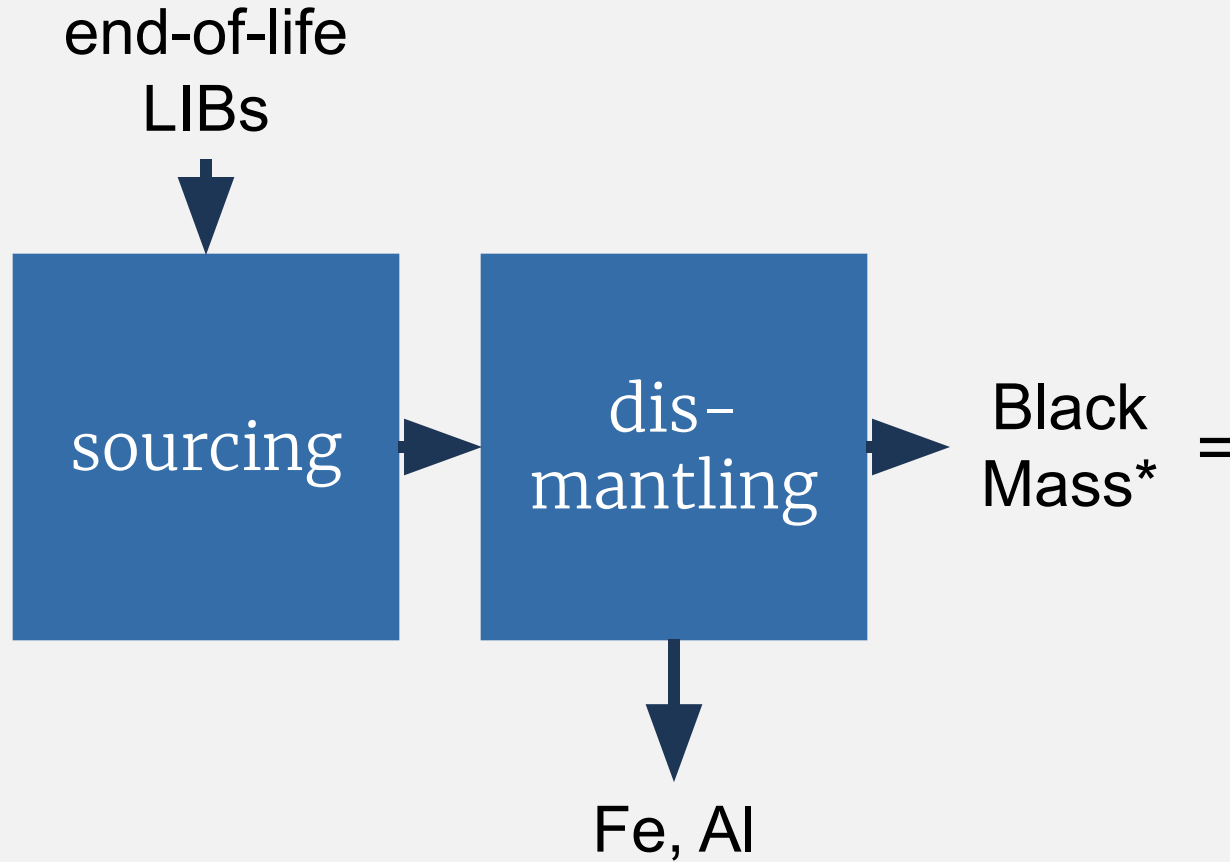 end-of-life
LIBs
sourcing
dis-
mantling
Black
Mass*
=
Fe, Al